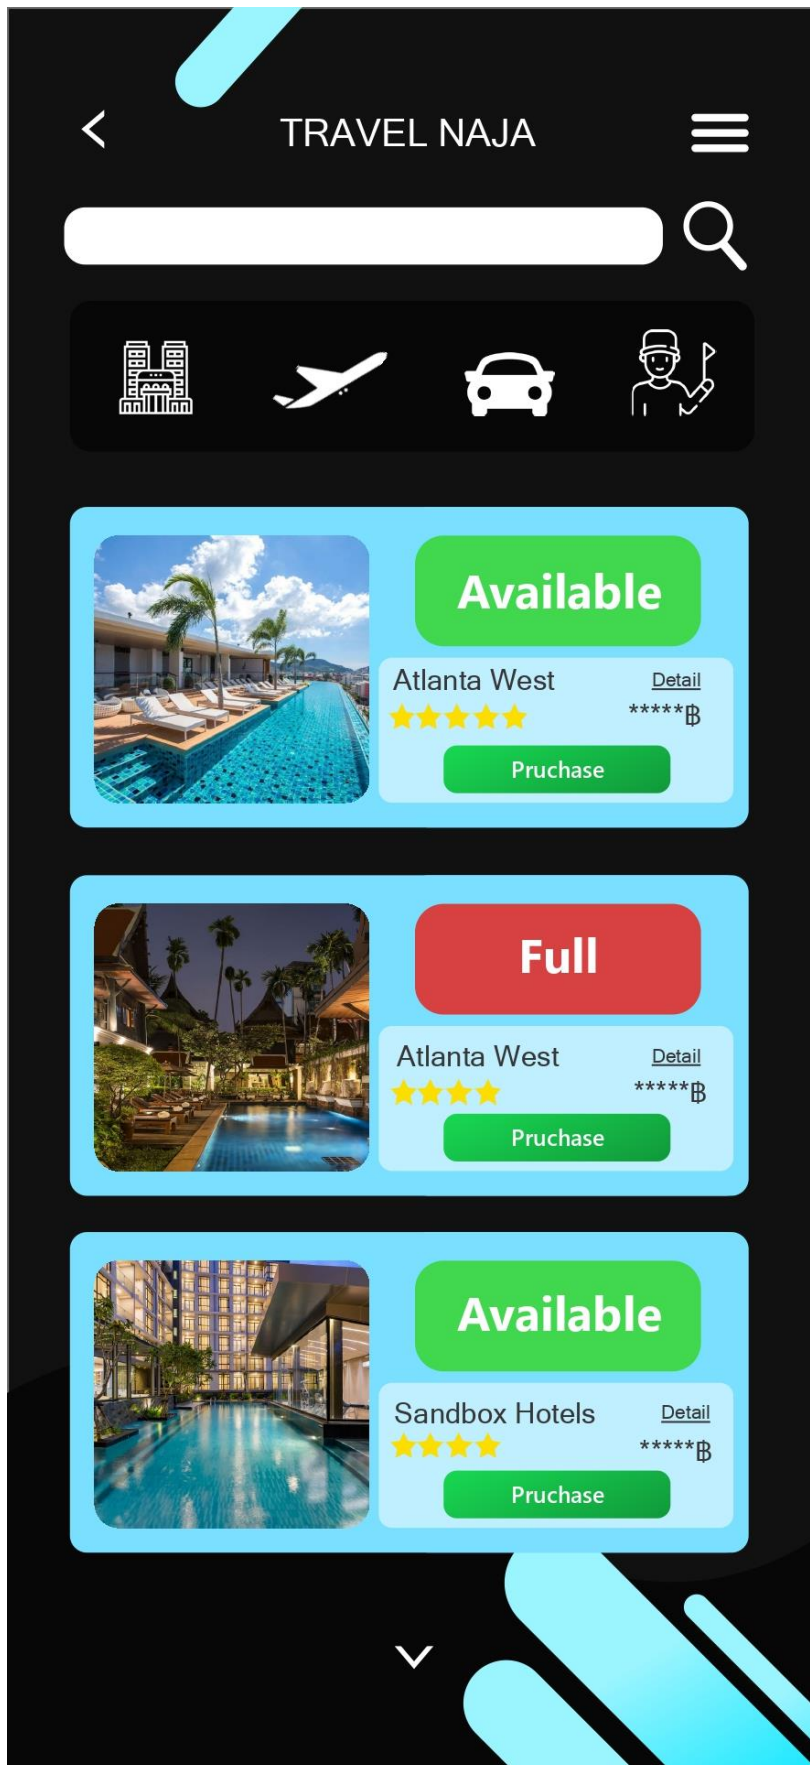 TRAVEL NAJA
Available
Atlanta West
Detail
*****฿
Pruchase
Full
Atlanta West
Detail
*****฿
Pruchase
Available
Sandbox Hotels
Detail
*****฿
Pruchase